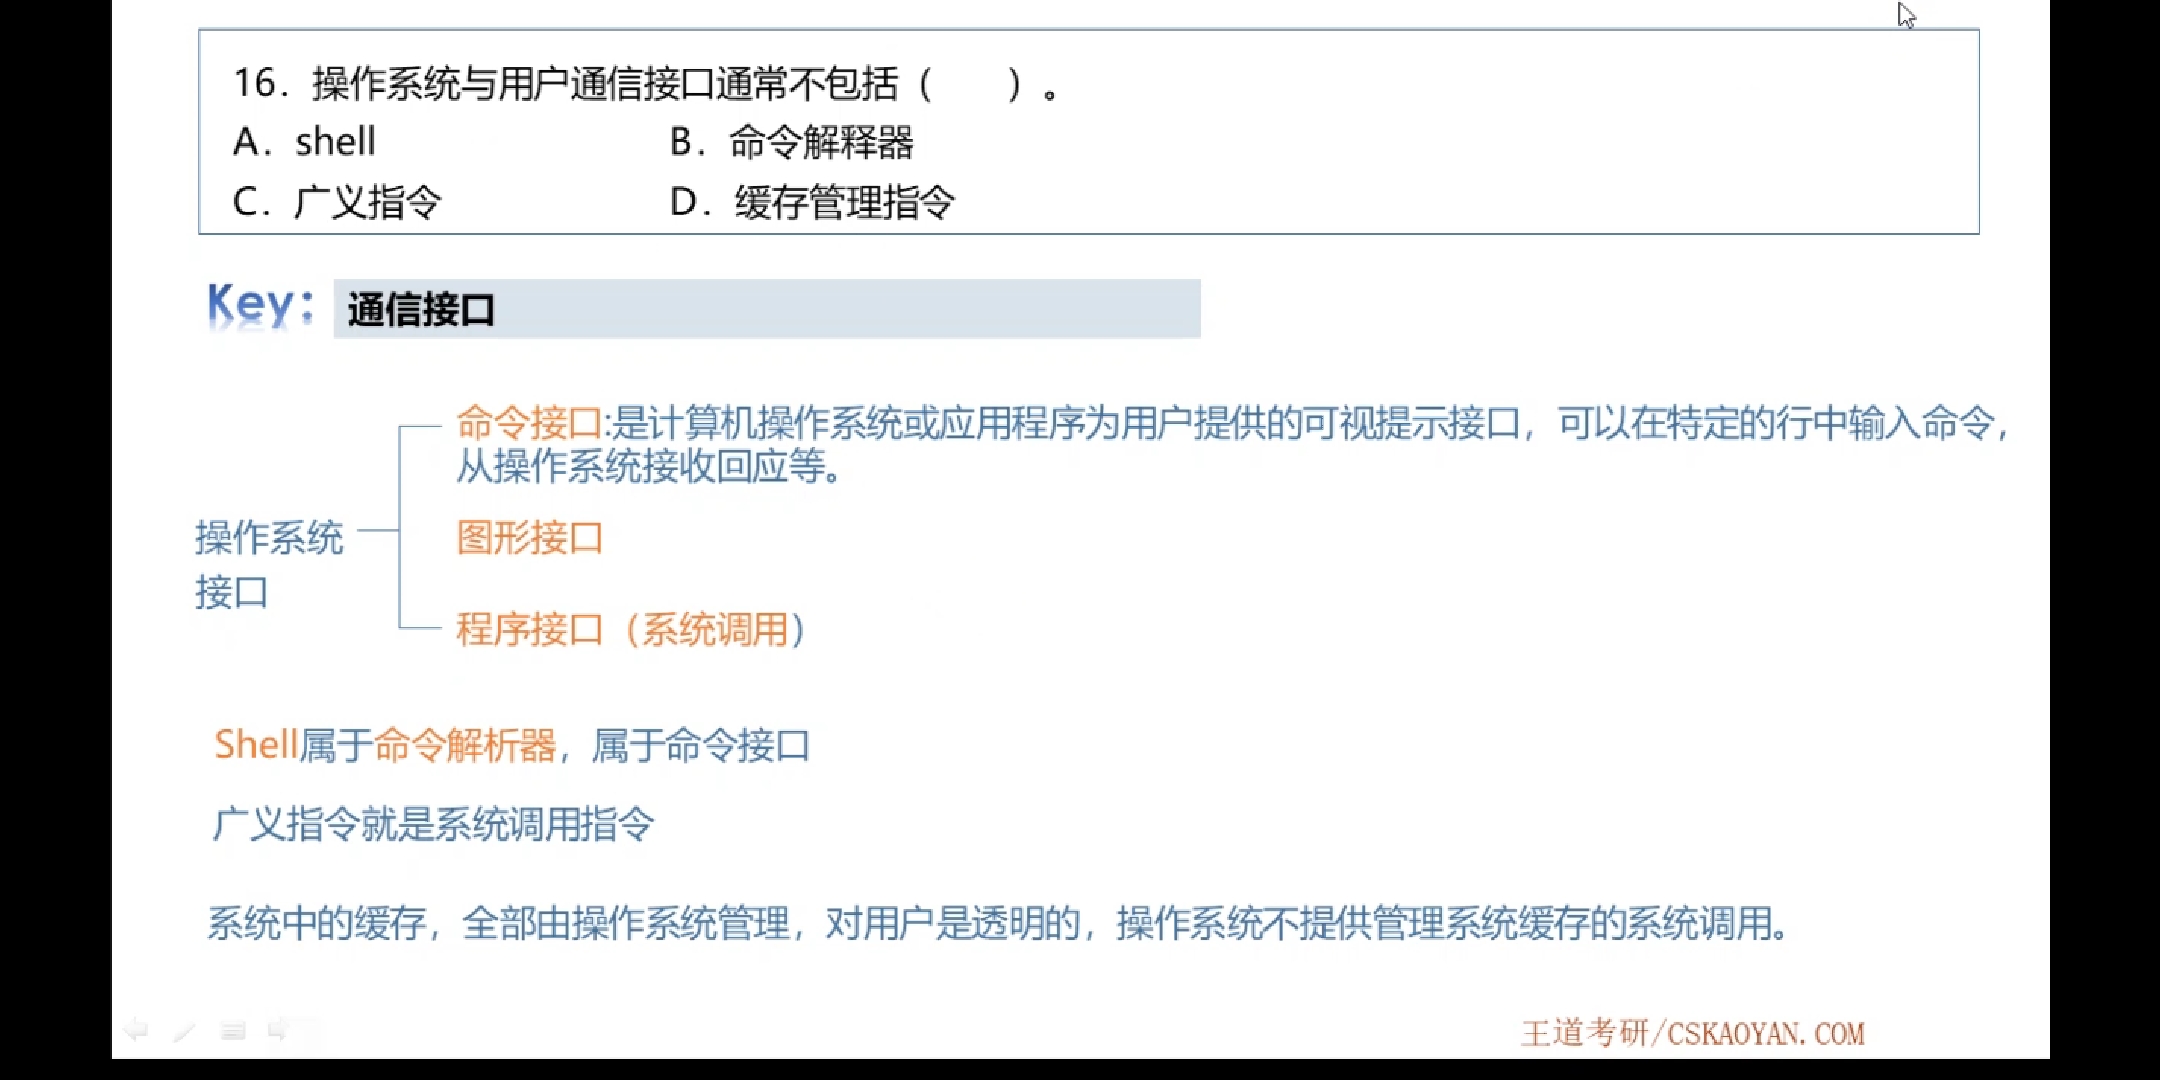 16. 操作系统与用户通信接口通常不包括（　　）。
A. shell　　B. 命令解释器
C. 广义指令　　D. 缓存管理指令
Key: 通信接口
命令接口:是计算机操作系统或应用程序为用户提供的可视提示接口，可以在特定的行中输入命令，
从操作系统接收回应等。
操作系统
接口
图形接口
程序接口（系统调用）
Shell属于命令解析器，属于命令接口
广义指令就是系统调用指令
系统中的缓存，全部由操作系统管理，对用户是透明的，操作系统不提供管理系统缓存的系统调用。
王道考研/CSKAOYAN.COM